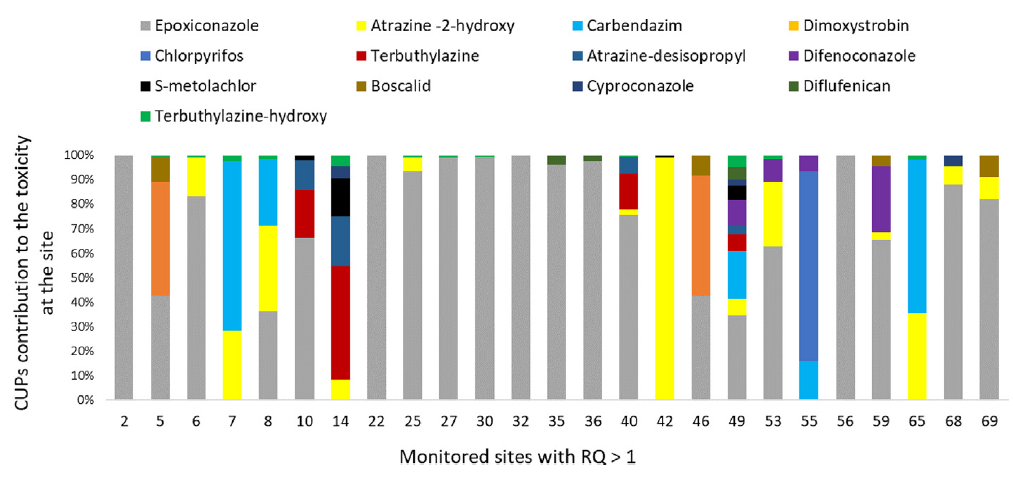 Epoxiconazole Atrazine -2-hydroxy Carbendazim Dimoxystrobin
Chlorpyrifos Terbuthylazine Atrazine-desisopropyl Difenoconazole
S-metolachlor Boscalid Cyproconazole Diflufenican
Terbuthylazine-hydroxy
CUPs contribution to the toxicity
at the site
100%
90%
80%
70%
60%
50%
40%
30%
20%
10%
0%
2 5 6 7 8 10 14 22 25 27 30 32 35 36 40 42 46 49 53 55 56 59 65 68 69
Monitored sites with RQ > 1